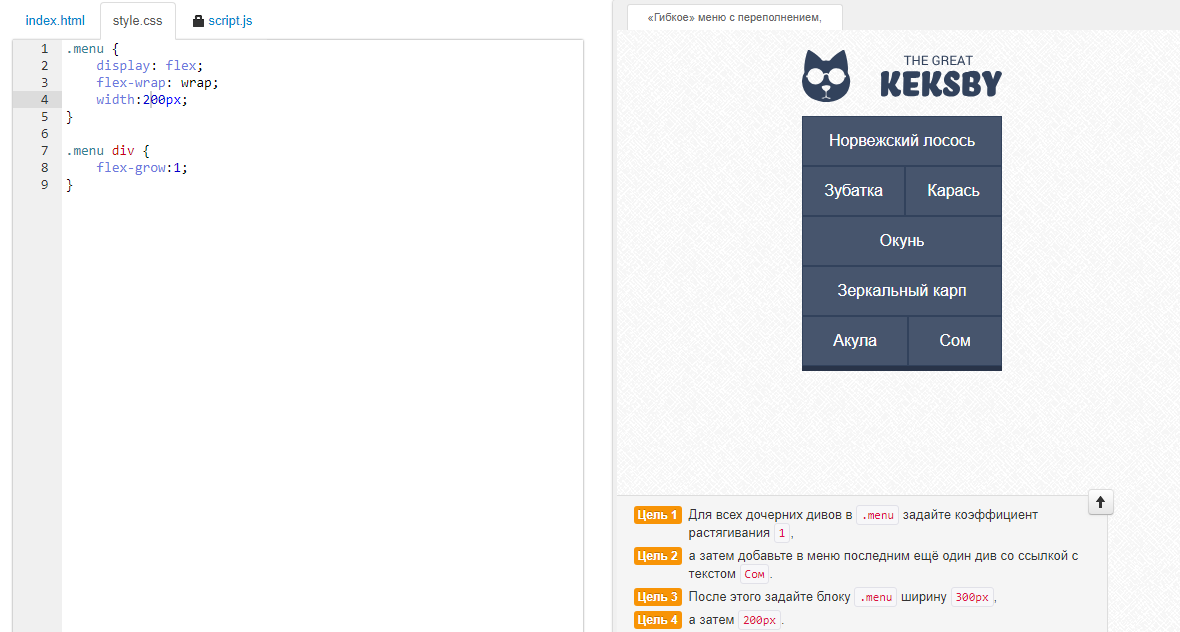 index.html style.css script.js
«Гибкое» меню с переполнением,
1 .menu {
2 display: flex;
3 flex-wrap: wrap;
4 width:200px;
5 }
6
7 .menu div {
8 flex-grow:1;
9 }
THE GREAT
KEKSBY
Норвежский лосось
Зубатка Карась
Окунь
Зеркальный карп
Акула Сом
Цель 1 Для всех дочерних дивов в .menu задайте коэффициент
растягивания 1,
Цель 2 а затем добавьте в меню последним ещё один див со ссылкой с
текстом Сом.
Цель 3 После этого задайте блоку .menu ширину 300px,
Цель 4 а затем 200px.